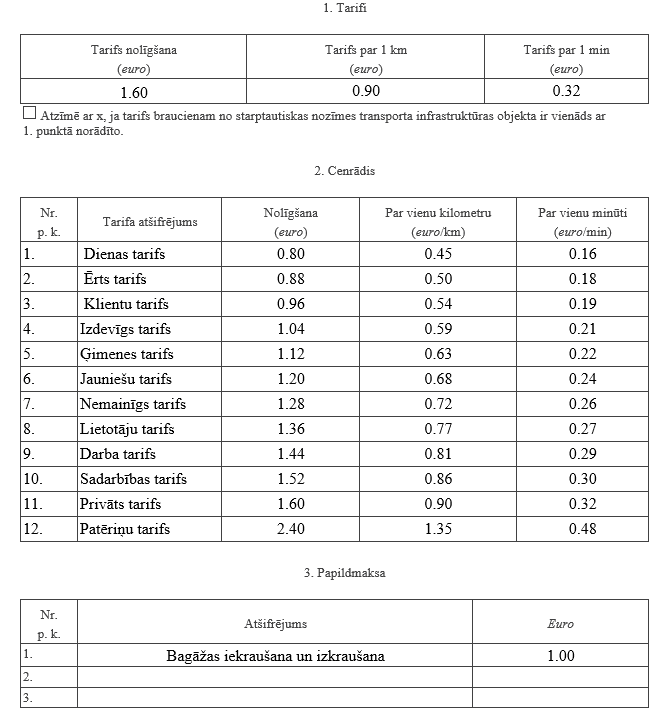 1. Tarifi
Tarifs nolīgšana Tarifs par 1 km Tarifs par 1 min
(euro) (euro) (euro)
1.60 0.90 0.32
Atzīmē ar x, ja tarifs braucienam no starptautiskas nozīmes transporta infrastruktūras objekta ir vienāds ar
1. punktā norādīto.
2. Cenrādis
Nr. Nolīgšana Par vienu kilometru Par vienu minūti
p. k. Tarifa atšifrējums (euro) (euro/km) (euro/min)
1. Dienas tarifs 0.80 0.45 0.16
2. Ērts tarifs 0.88 0.50 0.18
3. Klientu tarifs 0.96 0.54 0.19
4. Izdevīgs tarifs 1.04 0.59 0.21
5. Ģimenes tarifs 1.12 0.63 0.22
6. Jauniešu tarifs 1.20 0.68 0.24
7. Nemainīgs tarifs 1.28 0.72 0.26
8. Lietotāju tarifs 1.36 0.77 0.27
9. Darba tarifs 1.44 0.81 0.29
10. Sadarbības tarifs 1.52 0.86 0.30
11. Privāts tarifs 1.60 0.90 0.32
12. Patēriņu tarifs 2.40 1.35 0.48
3. Papildmaksa
Nr.
p. k. Atšifrējums Euro
1. Bagāžas iekraušana un izkraušana 1.00
2.
3.